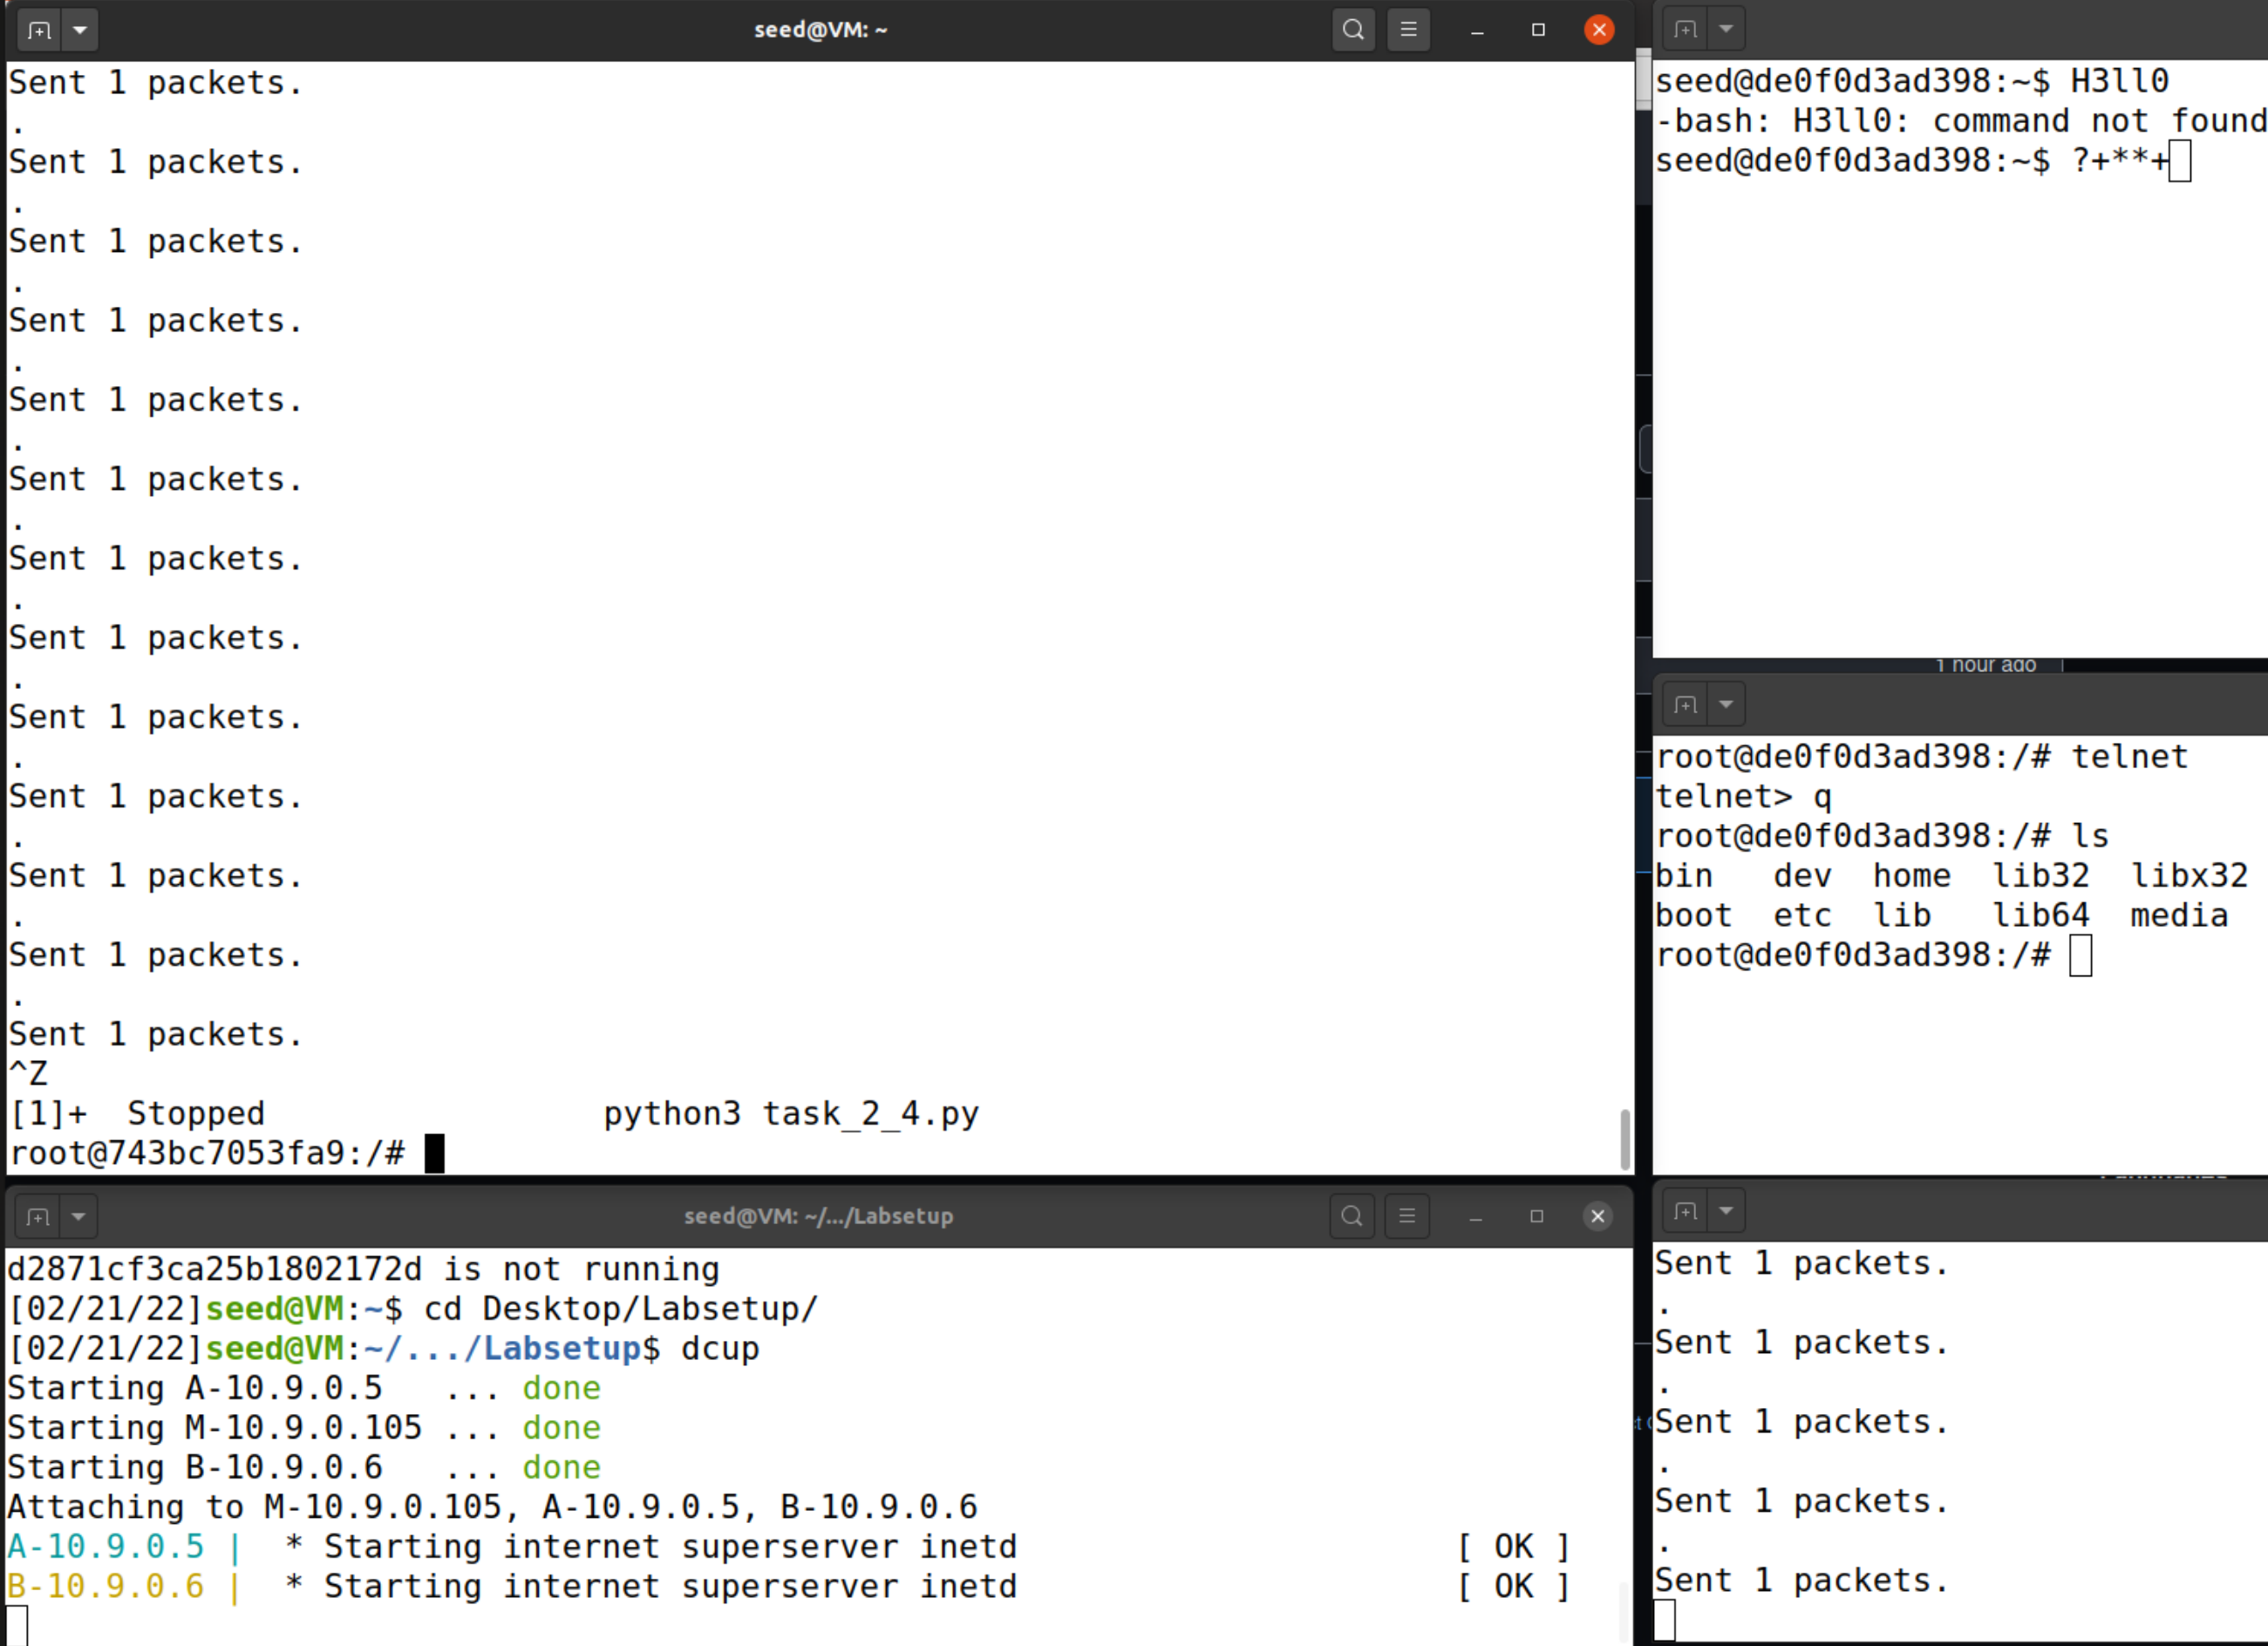 seed@VM: ~
Sent 1 packets.
.
Sent 1 packets.
.
Sent 1 packets.
.
Sent 1 packets.
.
Sent 1 packets.
.
Sent 1 packets.
.
Sent 1 packets.
.
Sent 1 packets.
.
Sent 1 packets.
.
Sent 1 packets.
.
Sent 1 packets.
.
Sent 1 packets.
.
Sent 1 packets.
^Z
[1]+  Stopped                 python3 task_2_4.py
root@743bc7053fa9:/#
seed@VM: ~/.../Labsetup
d2871cf3ca25b1802172d is not running
[02/21/22]seed@VM:~$ cd Desktop/Labsetup/
[02/21/22]seed@VM:~/.../Labsetup$ dcup
Starting A-10.9.0.5   ... done
Starting M-10.9.0.105 ... done
Starting B-10.9.0.6   ... done
Attaching to M-10.9.0.105, A-10.9.0.5, B-10.9.0.6
A-10.9.0.5 |  * Starting internet superserver inetd                      [ OK ]
B-10.9.0.6 |  * Starting internet superserver inetd                      [ OK ]
seed@de0f0d3ad398:~$ H3ll0
-bash: H3ll0: command not found
seed@de0f0d3ad398:~$ ?+**+
1 hour ago
root@de0f0d3ad398:/# telnet
telnet> q
root@de0f0d3ad398:/# ls
bin   dev  home  lib32  libx32
boot  etc  lib   lib64  media
root@de0f0d3ad398:/#
Sent 1 packets.
.
Sent 1 packets.
.
Sent 1 packets.
.
Sent 1 packets.
.
Sent 1 packets.